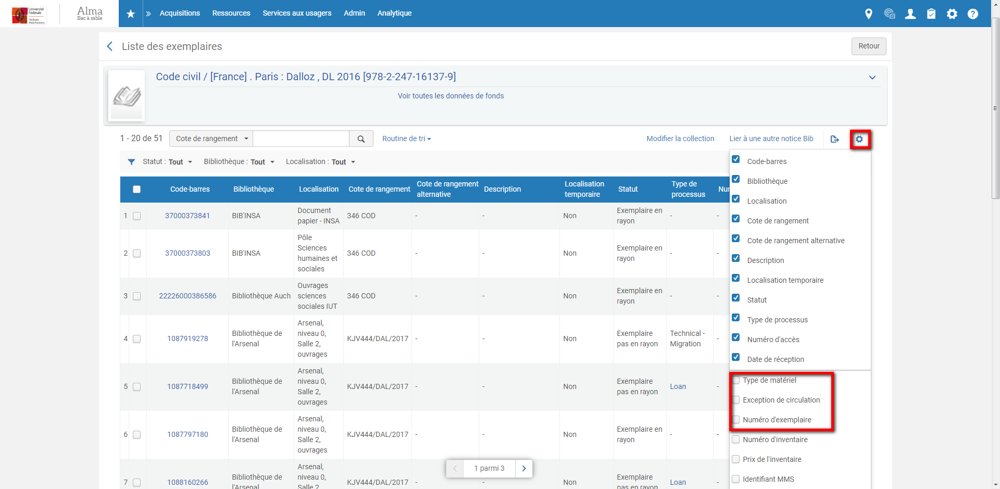 Université
Fédérale
Toulouse
Midi-Pyrénées
Alma
Bac à sable
Acquisitions
Ressources
Services aux usagers
Admin
Analytique
Liste des exemplaires
Retour
Code civil / [France] . Paris : Dalloz , DL 2016 [978-2-247-16137-9]
Voir toutes les données de fonds
1 - 20 de 51
Cote de rangement
Routine de tri
Modifier la collection
Lier à une autre notice Bib
Statut : Tout
Bibliothèque : Tout
Localisation : Tout
Code-barres
Bibliothèque
Localisation
Cote de rangement
Cote de rangement
alternative
Description
Localisation
temporaire
Statut
Type de
processus
Nur
1
37000373841
BIB'INSA
Document
papier - INSA
346 COD
-
-
Non
Exemplaire en
rayon
-
-
2
37000373803
BIB'INSA
Pôle
Sciences
humaines et
sociales
346 COD
-
-
Non
Exemplaire en
rayon
-
-
3
22226000386586
Bibliothèque Auch
Ouvrages
sciences
sociales IUT
346 COD
-
-
Non
Exemplaire en
rayon
-
-
4
1087919278
Bibliothèque de
l'Arsenal
Arsenal,
niveau 0,
Salle 2,
ouvrages
KJV444/DAL/2017
-
-
Non
Exemplaire
pas en rayon
Technical -
Migration
-
5
1087718499
Bibliothèque de
l'Arsenal
Arsenal,
niveau 0,
Salle 2,
ouvrages
KJV444/DAL/2017
-
-
Non
Exemplaire
pas en rayon
Loan
-
6
1087797180
Bibliothèque de
l'Arsenal
Arsenal,
niveau 0,
Salle 2,
ouvrages
KJV444/DAL/2017
-
-
Non
Exemplaire en
rayon
-
-
7
1088160266
Bibliothèque de
l'Arsenal
Arsenal,
niveau 0,
Salle 2
KJV444/DAL/2017
-
-
Non
Exemplaire
pas en rayon
Loan
-
Code-barres
Bibliothèque
Localisation
Cote de rangement
Cote de rangement alternative
Description
Localisation temporaire
Statut
Type de processus
Numéro d'accès
Date de réception
Type de matériel
Exception de circulation
Numéro d'exemplaire
Numéro d'inventaire
Prix de l'inventaire
Identifiant MMS
1 parmi 3